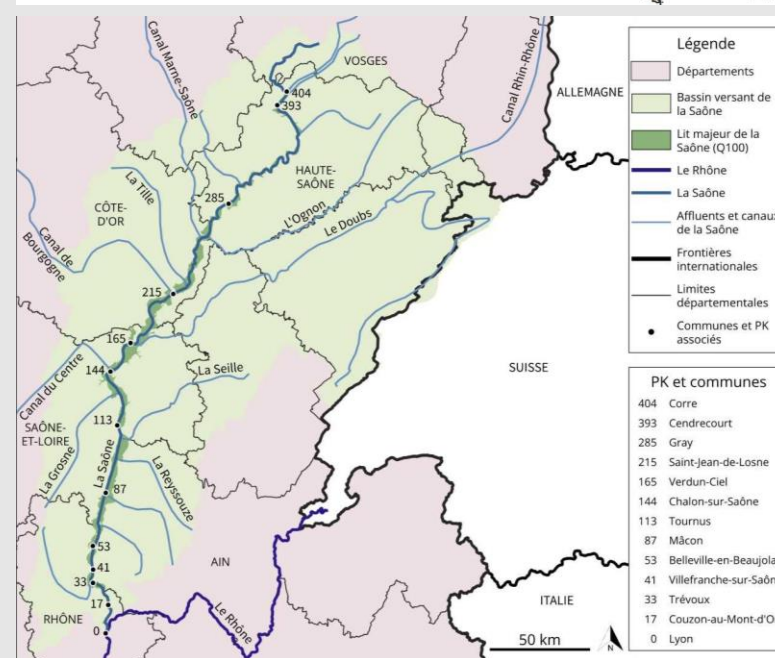 VOSGES
404
393
Canal Marne-Saône
Canal Rhin-Rhône
ALLEMAGNE
HAUTE-
SAÔNE
285
La Tille
CÔTE-
D'OR
L'Ognon
Le Doubs
Canal de
Bourgogne
215
165
144
Canal du Centre
La Seille
SUISSE
113
SAÔNE-
ET-LOIRE
La Grosne
La Saône
La Reyssouze
87
53
41
33
AIN
17
RHÔNE
Le Rhône
0
ITALIE
50 km
N
Légende
Départements
Bassin versant de
la Saône
Lit majeur de la
Saône (Q100)
Le Rhône
La Saône
Affluents et canaux
de la Saône
Frontières
internationales
Limites
départementales
Communes et PK
associés
PK et communes
404 Corre
393 Cendrecourt
285 Gray
215 Saint-Jean-de-Losne
165 Verdun-Ciel
144 Chalon-sur-Saône
113 Tournus
87 Mâcon
53 Belleville-en-Beaujola
41 Villefranche-sur-Saôn
33 Trévoux
17 Couzon-au-Mont-d'O
0 Lyon